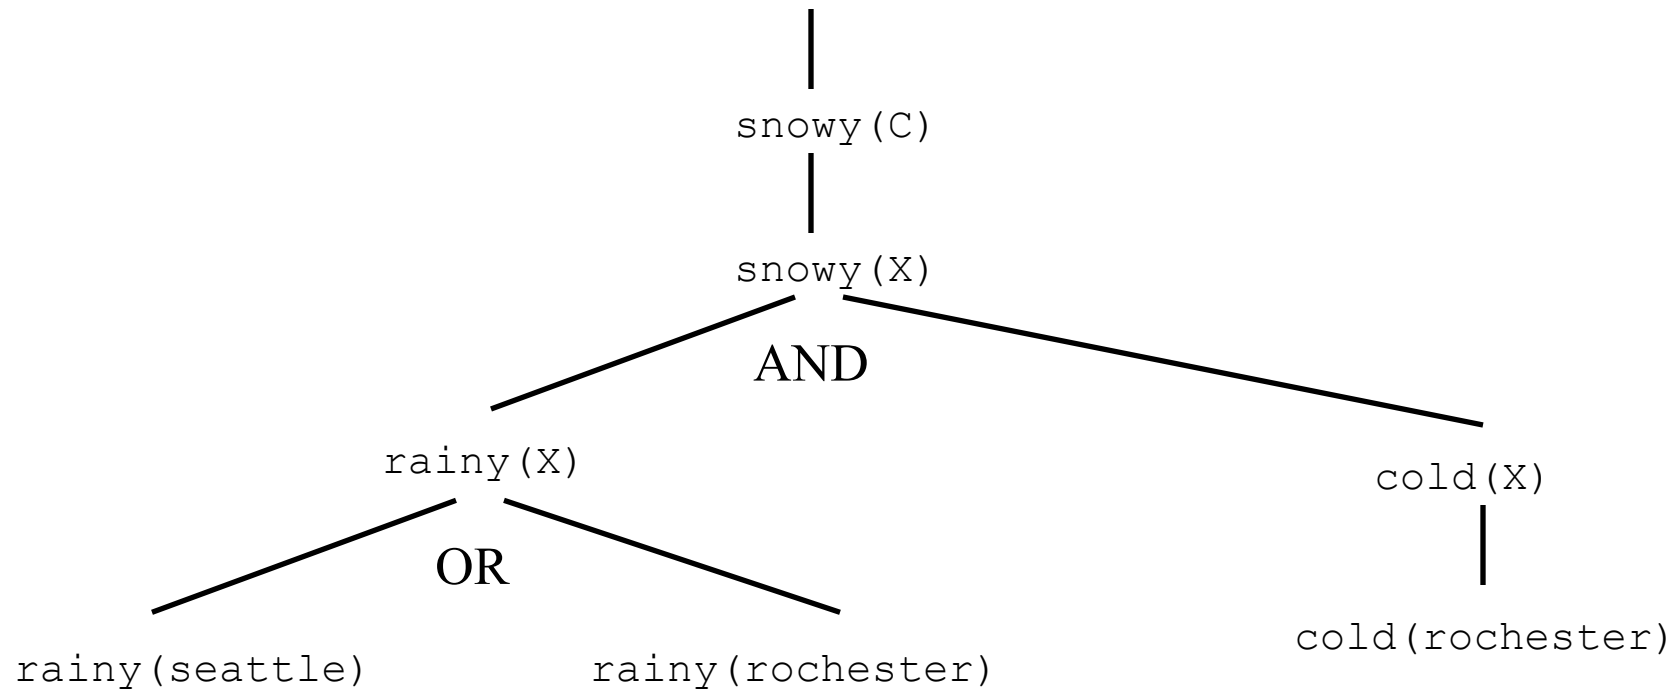 snowy(C)
snowy(X)
AND
rainy(X)
cold(X)
OR
rainy(seattle)
rainy(rochester)
cold(rochester)